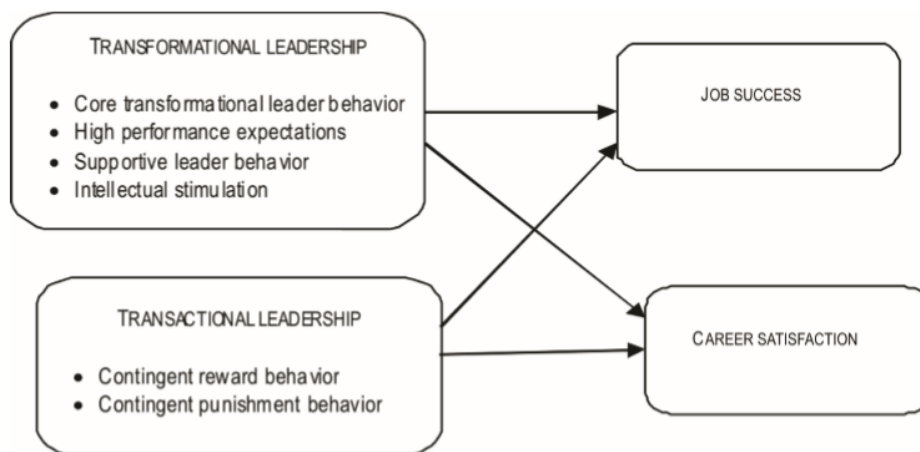 TRANSFORMATIONAL LEADERSHIP
• Core transformational leader behavior
• High performance expectations
• Supportive leader behavior
• Intellectual stimulation
JOB SUCCESS
TRANSACTIONAL LEADERSHIP
• Contingent reward behavior
• Contingent punishment behavior
CAREER SATISFACTION